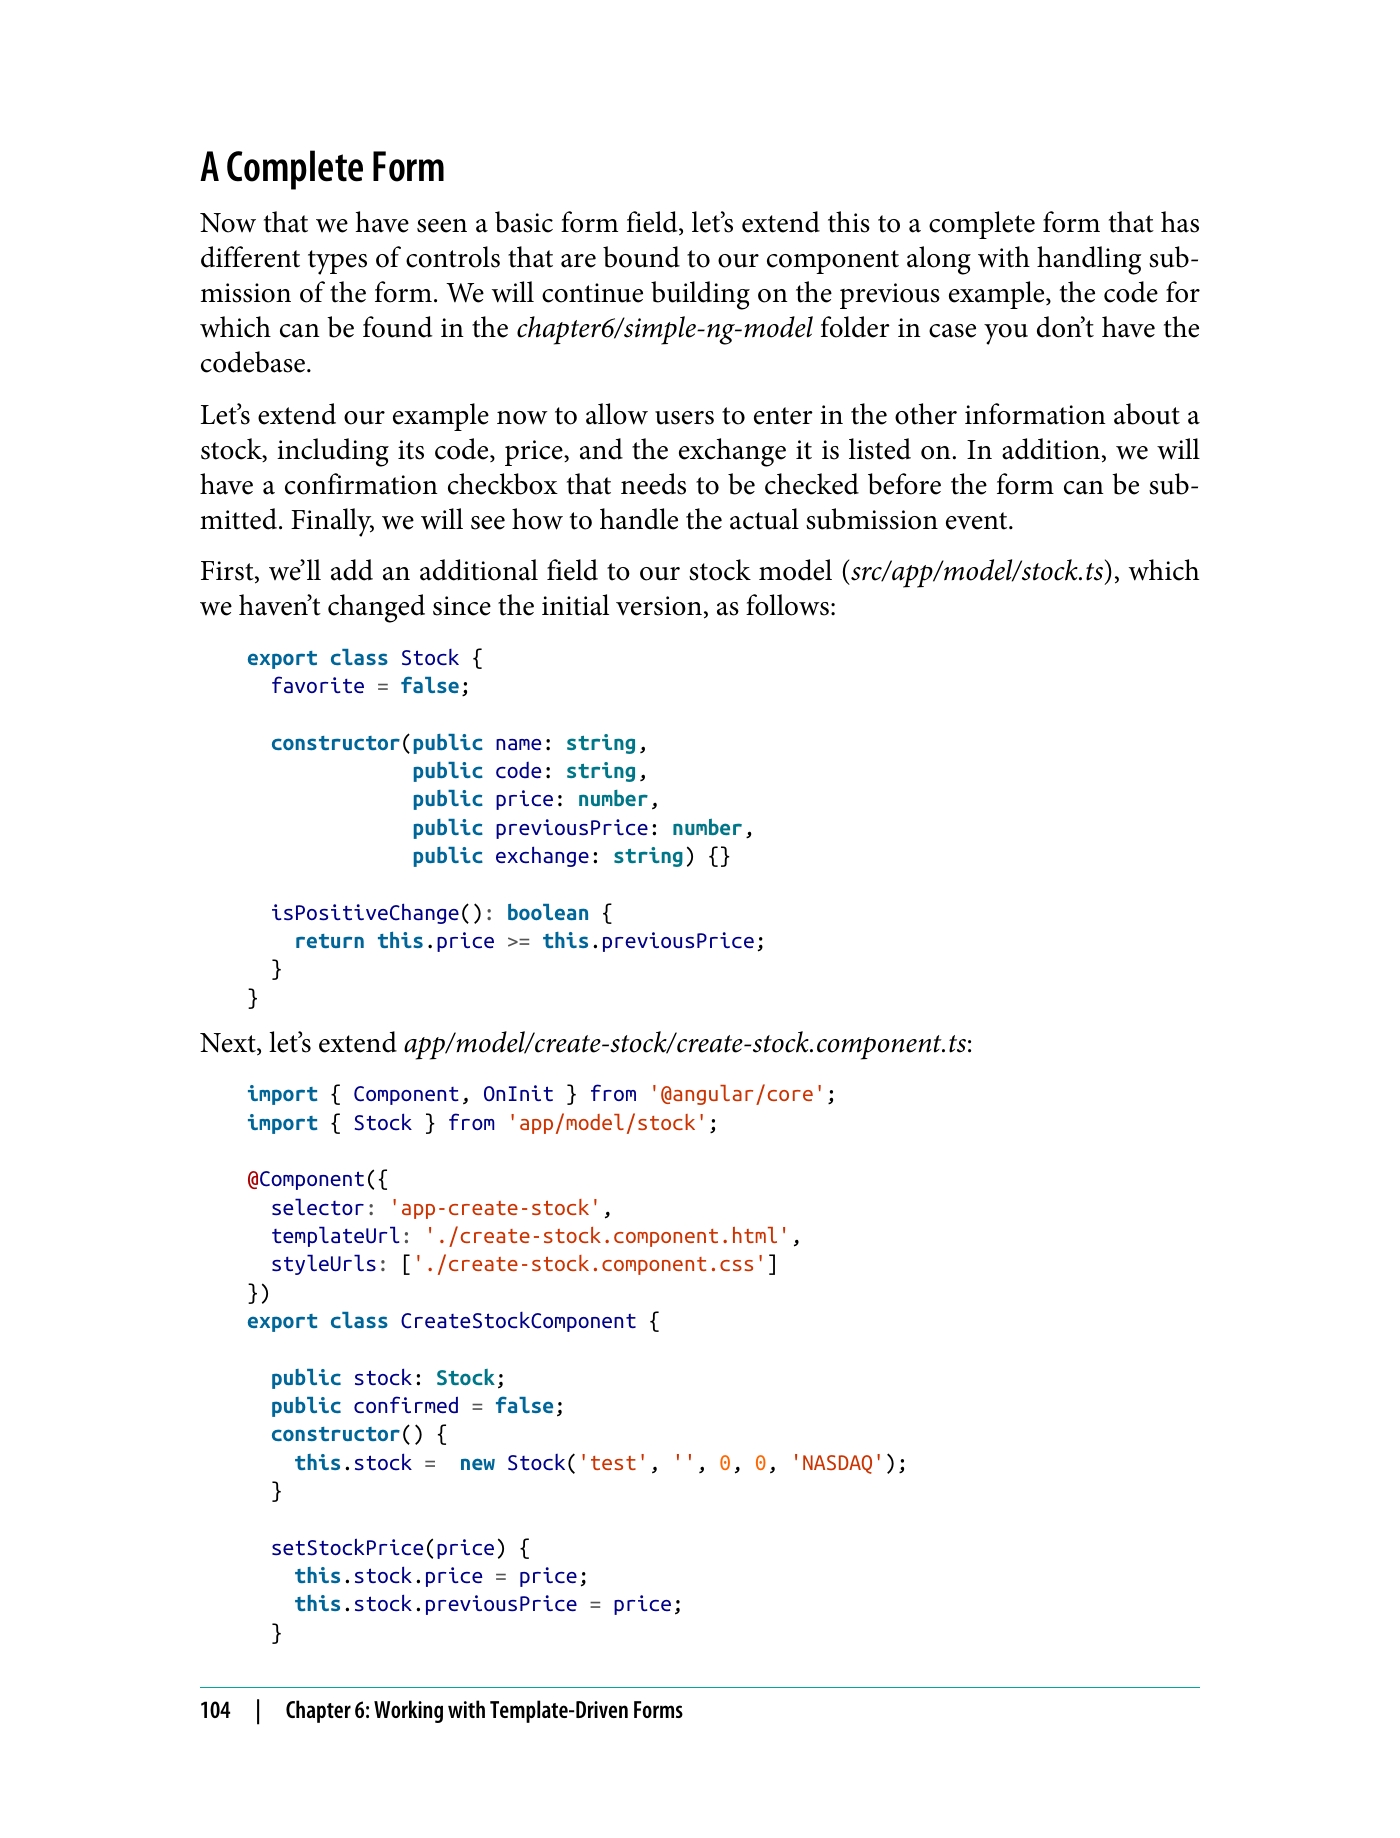 A Complete Form
Now that we have seen a basic form field, let’s extend this to a complete form that has
different types of controls that are bound to our component along with handling sub-
mission of the form. We will continue building on the previous example, the code for
which can be found in the chapter6/simple-ng-model folder in case you don’t have the
codebase.
Let’s extend our example now to allow users to enter in the other information about a
stock, including its code, price, and the exchange it is listed on. In addition, we will
have a confirmation checkbox that needs to be checked before the form can be sub-
mitted. Finally, we will see how to handle the actual submission event.
First, we’ll add an additional field to our stock model (src/app/model/stock.ts), which
we haven’t changed since the initial version, as follows:
export class Stock {
  favorite = false;

  constructor(public name: string,
              public code: string,
              public price: number,
              public previousPrice: number,
              public exchange: string) {}

  isPositiveChange(): boolean {
    return this.price >= this.previousPrice;
  }
}
Next, let’s extend app/model/create-stock/create-stock.component.ts:
import { Component, OnInit } from '@angular/core';
import { Stock } from 'app/model/stock';

@Component({
  selector: 'app-create-stock',
  templateUrl: './create-stock.component.html',
  styleUrls: ['./create-stock.component.css']
})
export class CreateStockComponent {

  public stock: Stock;
  public confirmed = false;
  constructor() {
    this.stock =  new Stock('test', '', 0, 0, 'NASDAQ');
  }

  setStockPrice(price) {
    this.stock.price = price;
    this.stock.previousPrice = price;
  }
104 | Chapter 6: Working with Template-Driven Forms